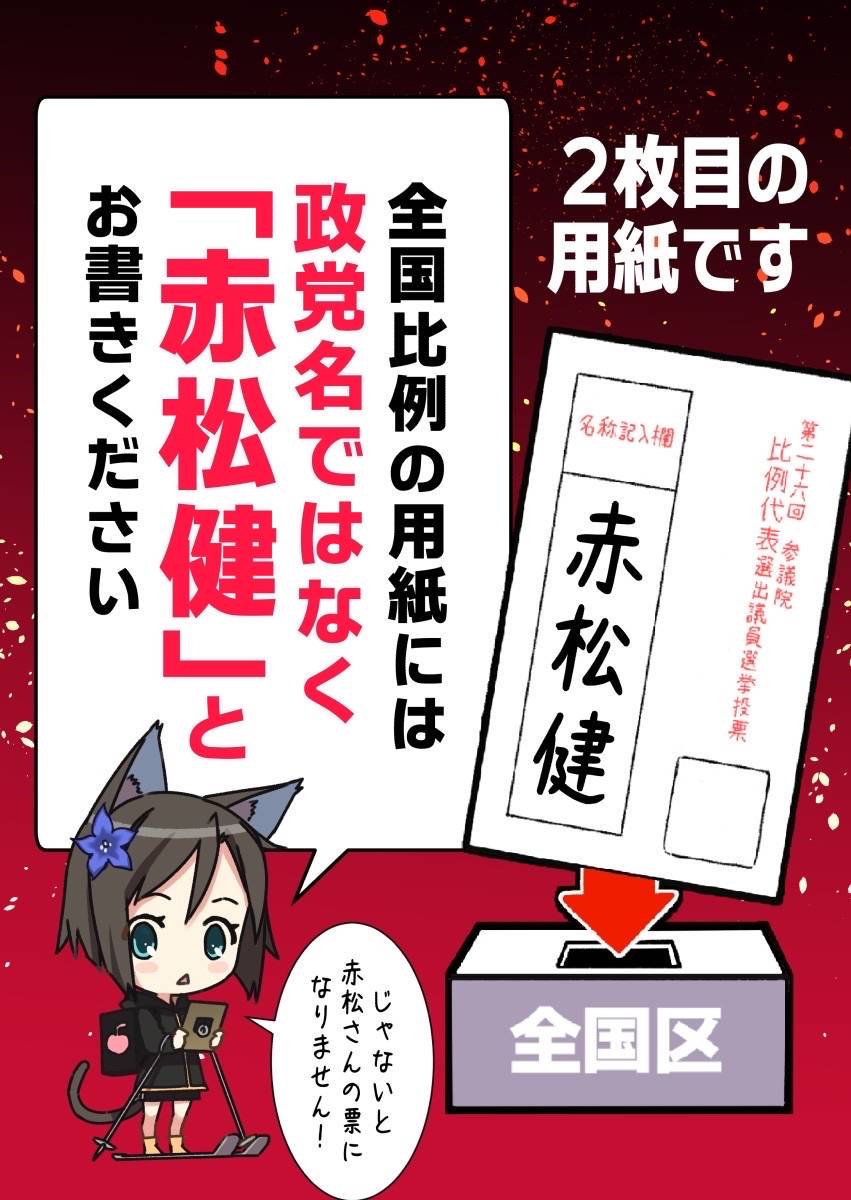 2枚目の
用紙です
全国比例の用紙には
政党名ではなく
「赤松健」と
お書きください
第二十六回 参議院
比例代表選出議員選挙投票
名称記入欄
赤松健
全国区
じゃないと
赤松さんの票に
なりません!